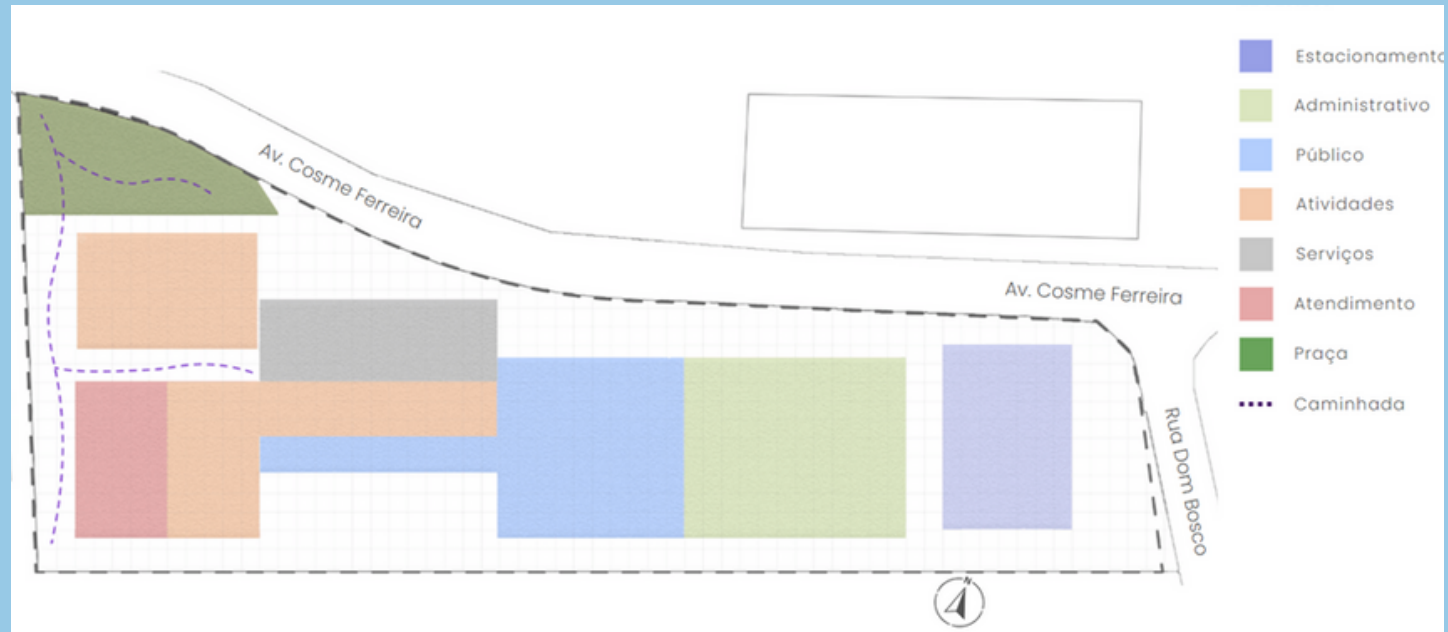 Estacionamento
Administrativo
Público
Atividades
Serviços
Atendimento
Praça
Caminhada
Av. Cosme Ferreira
Av. Cosme Ferreira
Rua Dom Bosco
N